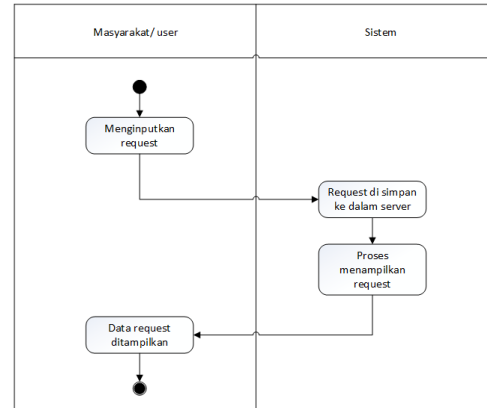 Masyarakat/ user
Sistem
Menginputkan
request
Request di simpan
ke dalam server
Proses
menampilkan
request
Data request
ditampilkan